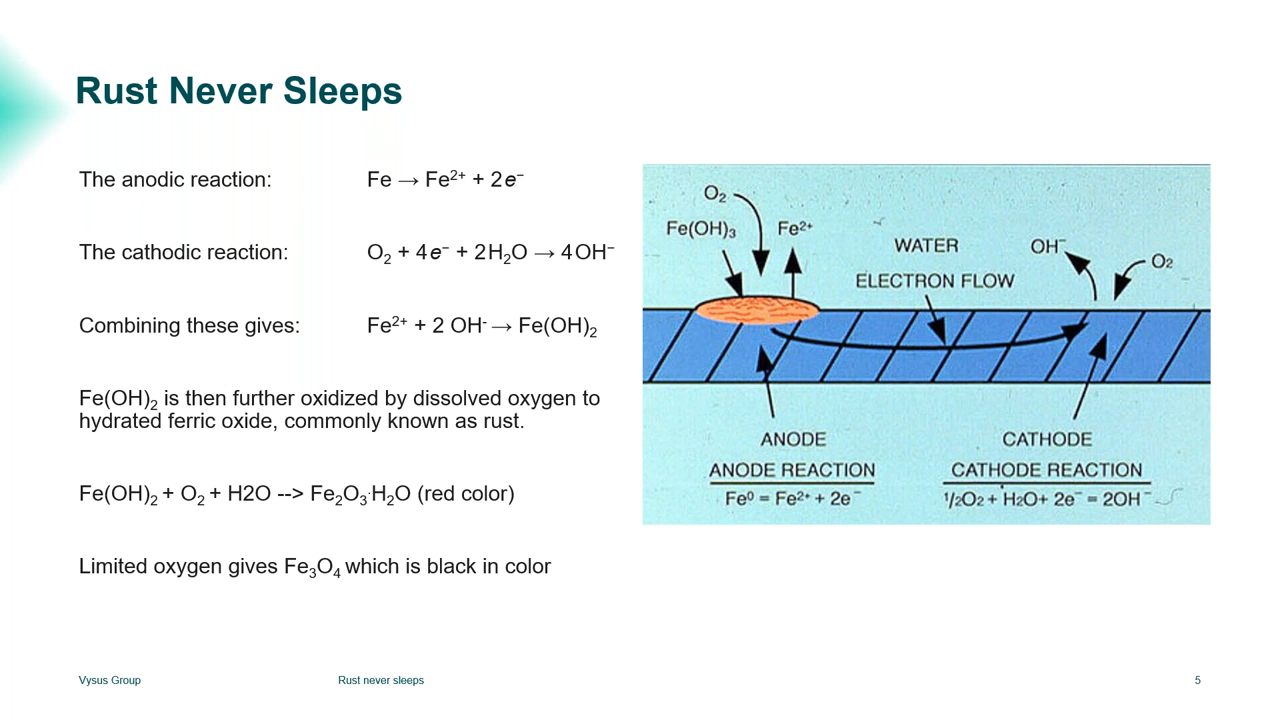 Rust Never Sleeps
The anodic reaction: Fe → Fe²⁺ + 2e⁻
The cathodic reaction: O₂ + 4e⁻ + 2H₂O → 4OH⁻
Combining these gives: Fe²⁺ + 2 OH⁻ → Fe(OH)₂
Fe(OH)₂ is then further oxidized by dissolved oxygen to
hydrated ferric oxide, commonly known as rust.
Fe(OH)₂ + O₂ + H2O --> Fe₂O₃·H₂O (red color)
Limited oxygen gives Fe₃O₄ which is black in color
O₂
Fe(OH)₃ Fe²⁺
WATER
OH⁻
O₂
ELECTRON FLOW
ANODE
CATHODE
ANODE REACTION
CATHODE REACTION
Fe⁰ = Fe²⁺ + 2e⁻
1/2O₂ + H₂O+ 2e⁻ = 2OH⁻
Vysus Group
Rust never sleeps
5